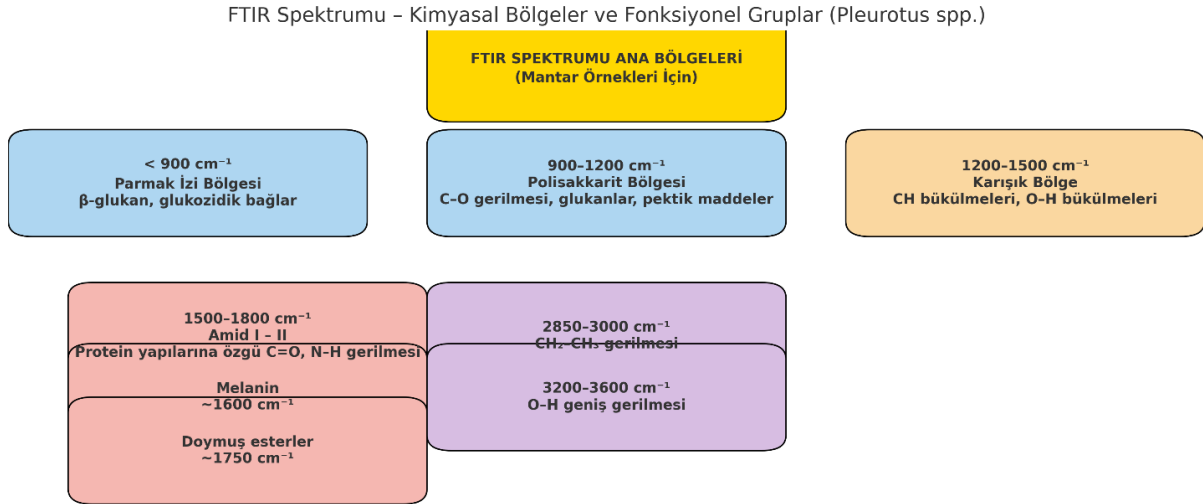 FTIR Spektrumu – Kimyasal Bölgeler ve Fonksiyonel Gruplar (Pleurotus spp.)
FTIR SPEKTRUMU ANA BÖLGELERİ
(Mantar Örnekleri İçin)
< 900 cm⁻¹
Parmak İzi Bölgesi
β-glukan, glukozidik bağlar
900–1200 cm⁻¹
Polisakkarit Bölgesi
C–O gerilmesi, glukanlar, pektik maddeler
1200–1500 cm⁻¹
Karışık Bölge
CH bükülmeleri, O–H bükülmeleri
1500–1800 cm⁻¹
Amid I – II
Protein yapılarına özgü C=O, N–H gerilmesi
Melanin
~1600 cm⁻¹
Doymuş esterler
~1750 cm⁻¹
2850–3000 cm⁻¹
CH₂–CH₃ gerilmesi
3200–3600 cm⁻¹
O–H geniş gerilmesi